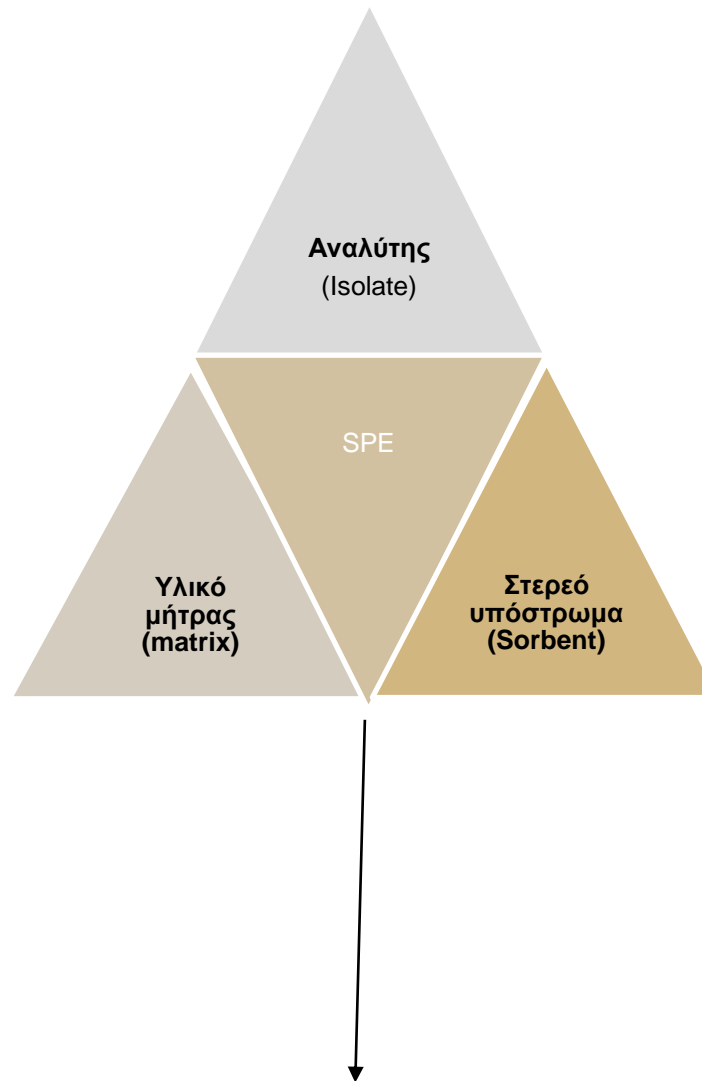 Αναλύτης
(Isolate)
SPE
Υλικό
μήτρας
(matrix)
Στερεό
υπόστρωμα
(Sorbent)